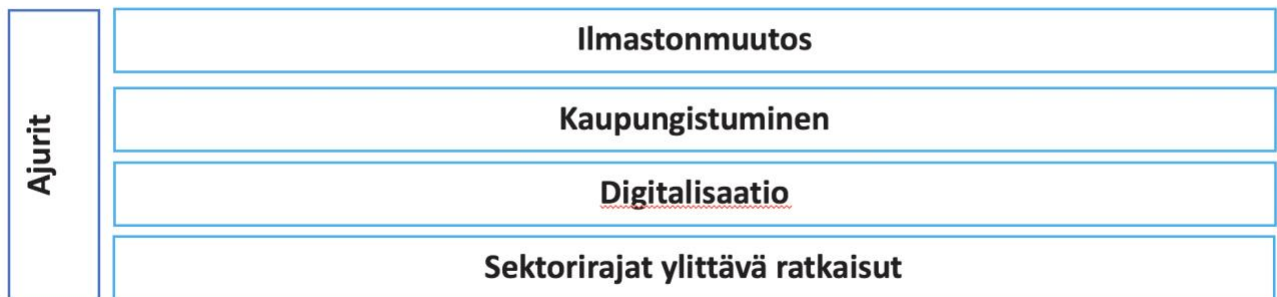 Ajurit
Ilmastonmuutos
Kaupungistuminen
Digitalisaatio
Sektorirajat ylittävä ratkaisut